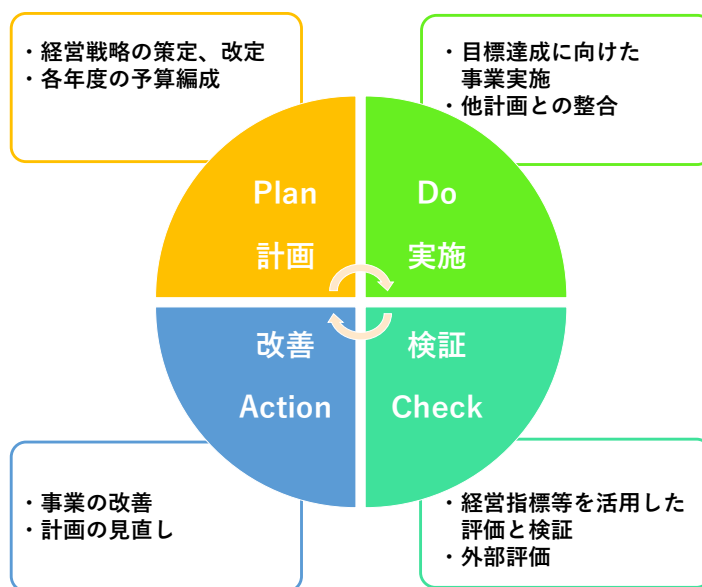 ・経営戦略の策定、改定
・各年度の予算編成
・目標達成に向けた
事業実施
・他計画との整合
Plan
計画
Do
実施
改善
Action
検証
Check
・事業の改善
・計画の見直し
・経営指標等を活用した
評価と検証
・外部評価